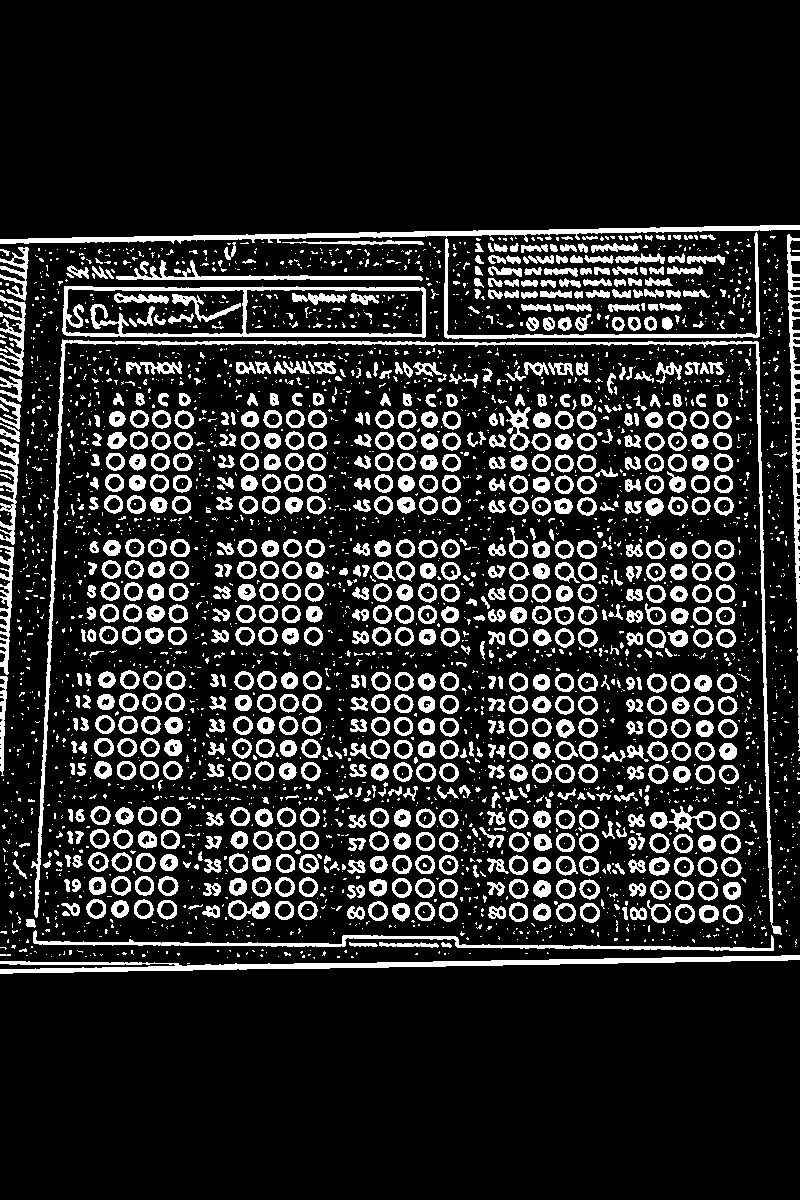 3. Use of pencil is strictly prohibited.
4. Circles should be darkened completely and properly.
5. Cutting and erasing on this sheet is not allowed.
6. Do not use any stray marks on the sheet.
7. Do not use marker or white fluid to hide the mark.
Candidate Sign. Invigilator Sign.
PYTHON DATA ANALYSIS POWER BI Adv STATS
A B C D A B C D A B C D A B C D A B C D
1 21 41 61 81
2 22 42 62 82
3 23 43 63 83
4 24 44 64 84
5 25 45 65 85
6 26 46 66 86
7 27 47 67 87
8 28 48 68 88
9 29 49 69 89
10 30 50 70 90
11 31 51 71 91
12 32 52 72 92
13 33 53 73 93
14 34 54 74 94
15 35 55 75 95
16 36 56 76 96
17 37 57 77 97
18 38 58 78 98
19 39 59 79 99
20 40 60 80 100